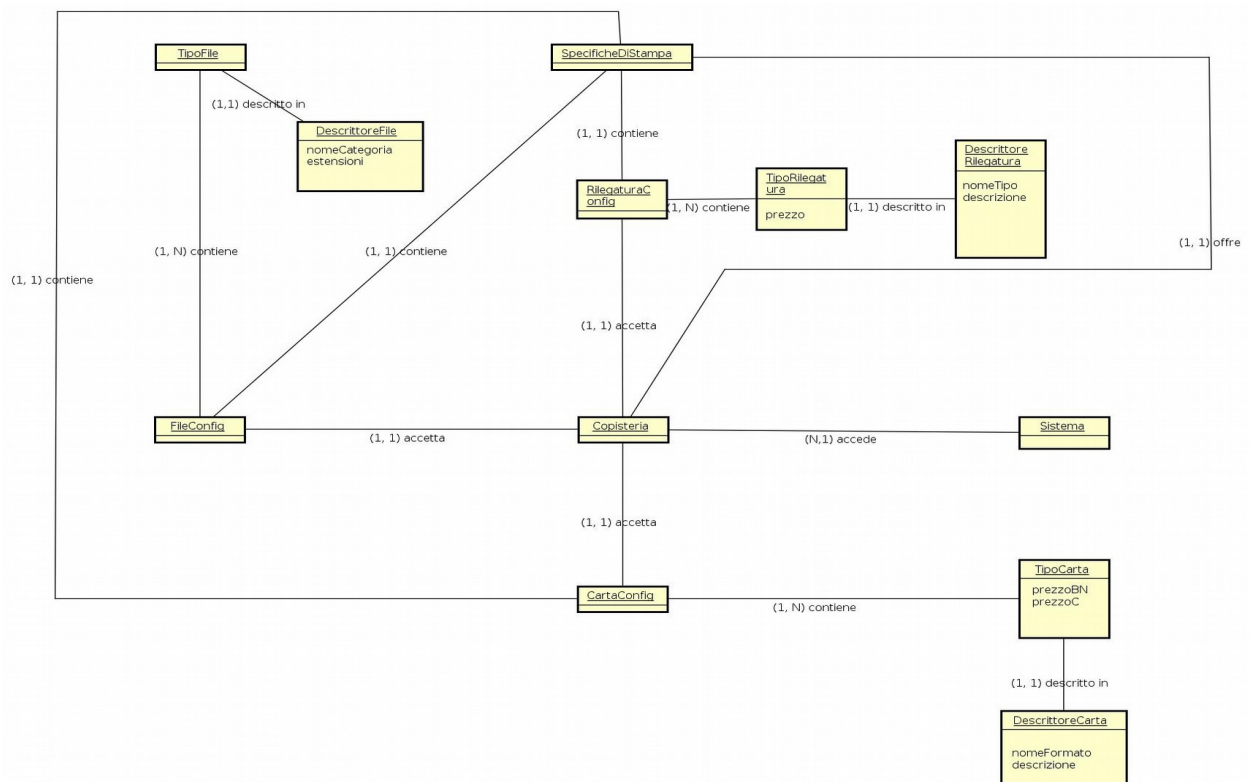 TipoFile
SpecificheDiStampa
(1,1) descritto in
DescrittoreFile
nomeCategoria
estensioni
(1, 1) contiene
Descrittore
Rilegatura
nomeTipo
descrizione
TipoRilegat
ura
prezzo
RilegaturaC
onfig
(1, N) contiene
(1, 1) descritto in
(1, N) contiene
(1, 1) contiene
(1, 1) offre
(1, 1) contiene
(1, 1) accetta
FileConfig
(1, 1) accetta
Copisteria
(N,1) accede
Sistema
(1, 1) accetta
CartaConfig
(1, N) contiene
TipoCarta
prezzoBN
prezzoC
(1, 1) descritto in
DescrittoreCarta
nomeFormato
descrizione